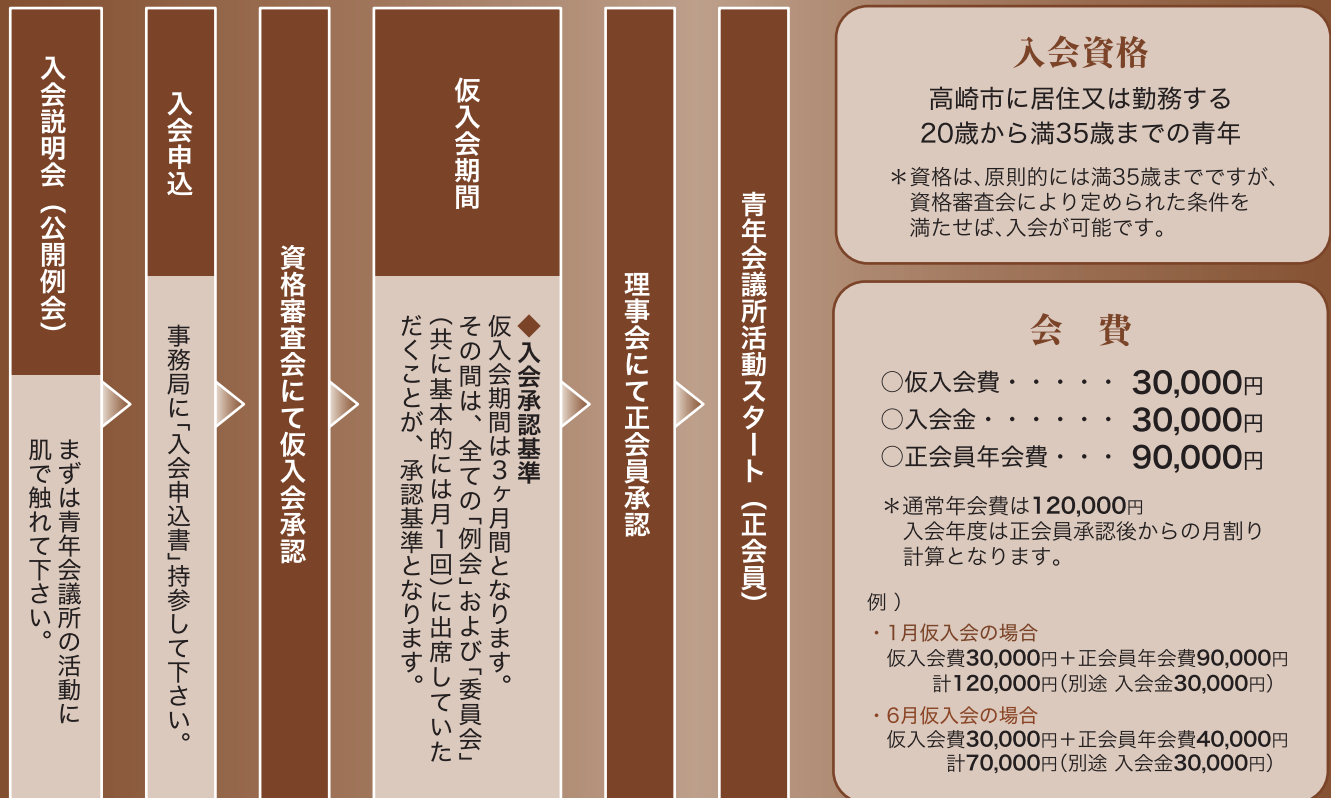 入会説明会（公開例会）
まずは青年会議所の活動に
肌で触れて下さい。
入会申込
事務局に「入会申込書」持参して下さい。
資格審査会にて仮入会承認
仮入会期間
◆入会承認基準
仮入会期間は3ヶ月間となります。
その間は、全ての「例会」および「委員会」
（共に基本的には月1回）に出席していた
だくことが、承認基準となります。
理事会にて正会員承認
青年会議所活動スタート（正会員）
入会資格
高崎市に居住又は勤務する
20歳から満35歳までの青年
＊資格は、原則的には満35歳までですが、
資格審査会により定められた条件を
満たせば、入会が可能です。
会　費
○仮入会費・・・・・ 30,000円
○入会金・・・・・・ 30,000円
○正会員年会費・・・ 90,000円
＊通常年会費は120,000円
入会年度は正会員承認後からの月割り
計算となります。
例 ）
・1月仮入会の場合
仮入会費30,000円＋正会員年会費90,000円
計120,000円（別途 入会金30,000円）
・6月仮入会の場合
仮入会費30,000円＋正会員年会費40,000円
計70,000円（別途 入会金30,000円）